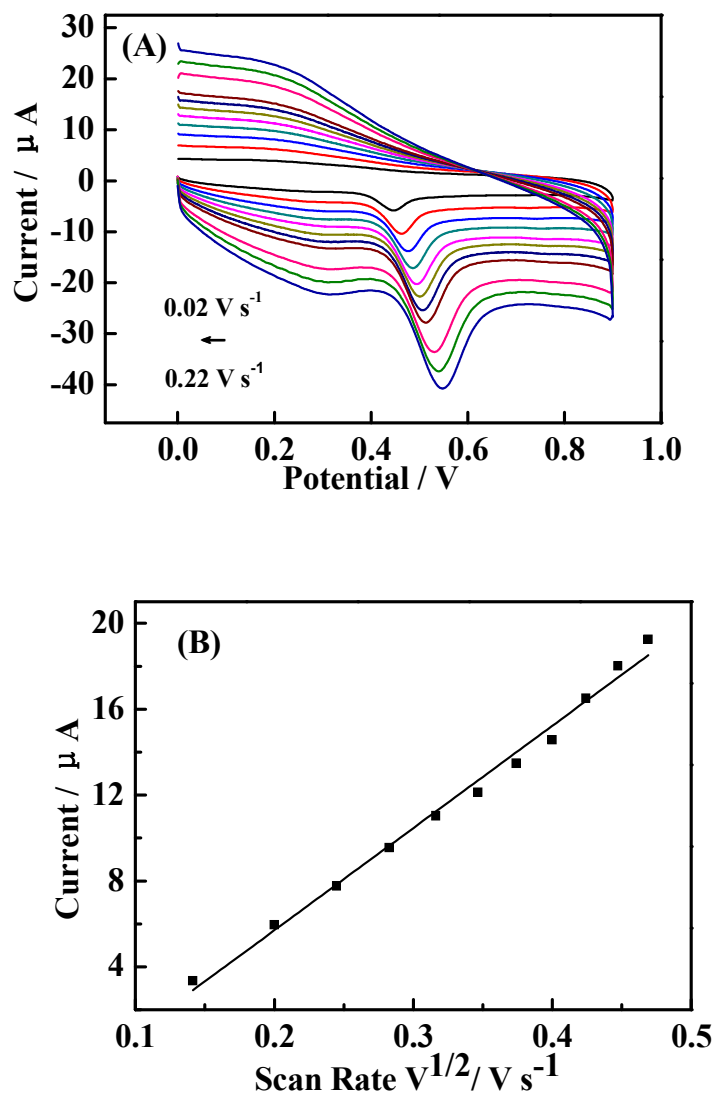 (A)
30
20
10
0
-10
-20
-30
-40
Current / μ A
0.02 V s⁻¹
←
0.22 V s⁻¹
0.0 0.2 0.4 0.6 0.8 1.0
Potential / V
(B)
20
16
12
8
4
Current / μ A
0.1 0.2 0.3 0.4 0.5
Scan Rate V^1/2/ V s⁻¹